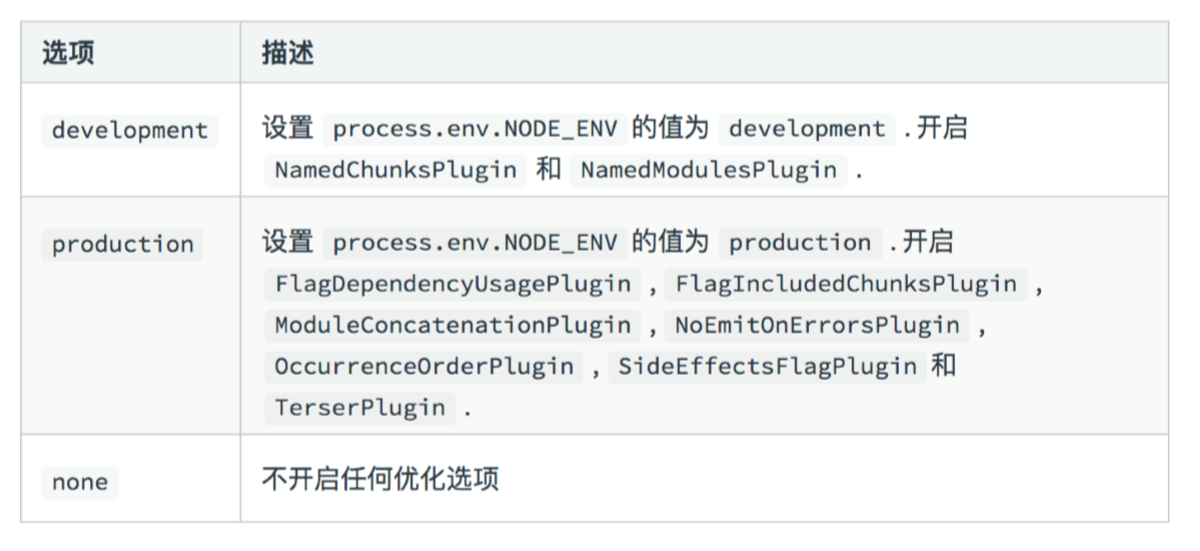 选项 描述
development 设置 process.env.NODE_ENV 的值为 development .开启
NamedChunksPlugin 和 NamedModulesPlugin .
production 设置 process.env.NODE_ENV 的值为 production .开启
FlagDependencyUsagePlugin , FlagIncludedChunksPlugin ,
ModuleConcatenationPlugin , NoEmitOnErrorsPlugin ,
OccurrenceOrderPlugin , SideEffectsFlagPlugin 和
TerserPlugin .
none 不开启任何优化选项